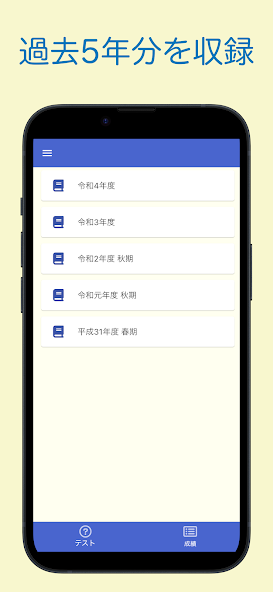 過去5年分を収録
令和4年度
令和3年度
令和2年度 秋期
令和元年度 秋期
平成31年度 春期
テスト
成績